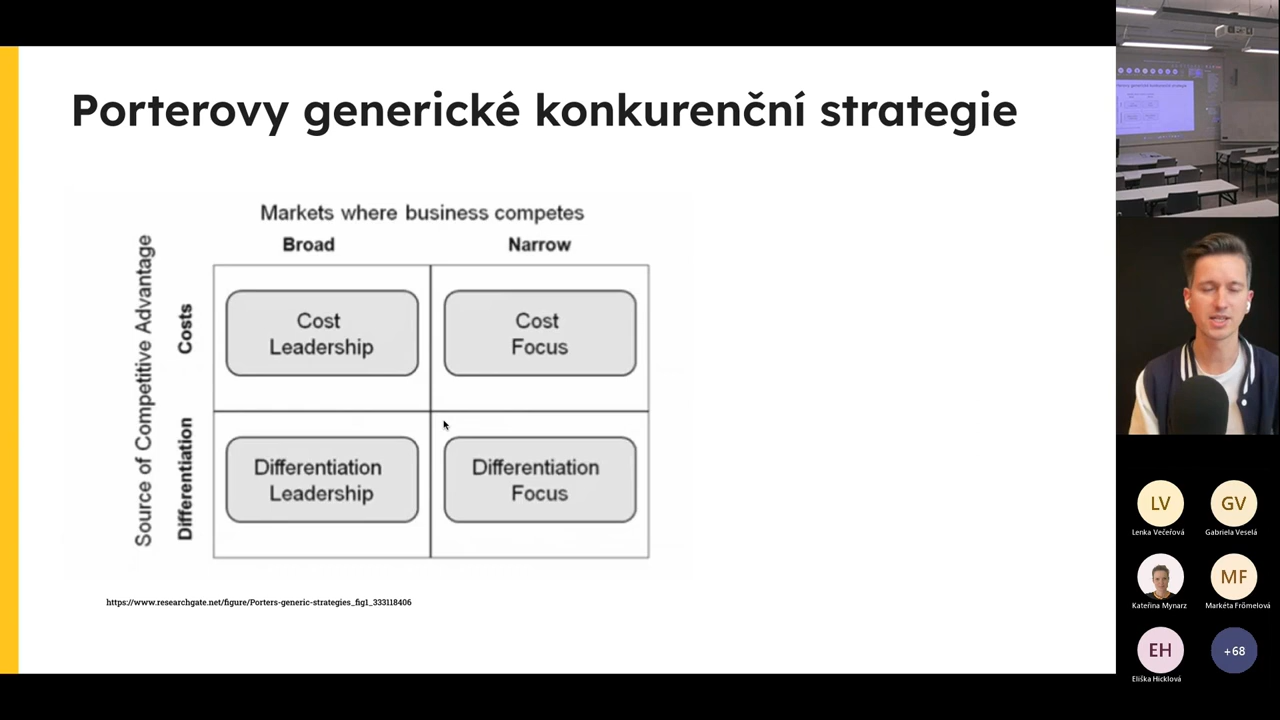 Porterovy generické konkurenční strategie
Markets where business competes
Broad
Narrow
Source of Competitive Advantage
Costs
Differentiation
Cost
Leadership
Cost
Focus
Differentiation
Leadership
Differentiation
Focus
https://www.researchgate.net/figure/Porters-generic-strategies_fig1_333118406
LV
GV
Lenka Večeřová
Gabriela Veselá
MF
Kateřina Mynarz
Markéta Frömelová
EH
+68
Eliška Hicklová